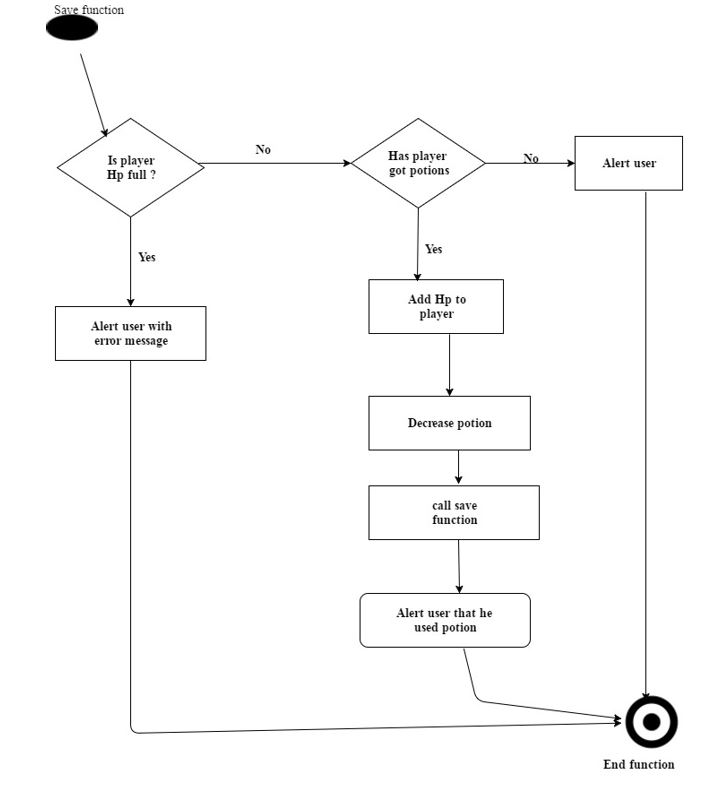 Save function
Is player
Hp full ?
No
Has player
got potions
No
Alert user
Yes
Yes
Alert user with
error message
Add Hp to
player
Decrease potion
call save
function
Alert user that he
used potion
End function